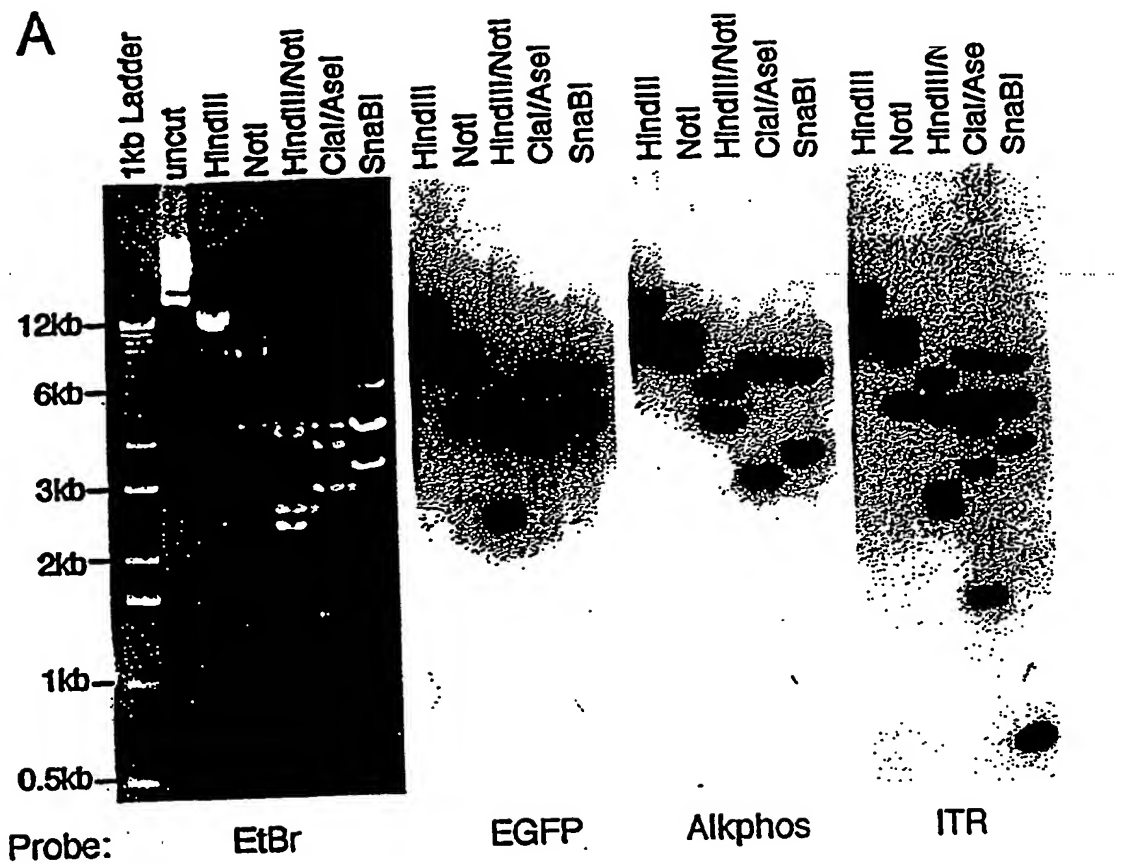 A
1kb Ladder
uncut
HindIII
NotI
HindIII/NotI
ClaI/AseI
SnaBI
HindIII
NotI
HindIII/NotI
ClaI/AseI
SnaBI
HindIII
NotI
HindIII/NotI
ClaI/AseI
SnaBI
HindIII
NotI
HindIII/N
ClaI/Ase
SnaBI
12kb
6kb
3kb
2kb
1kb
0.5kb
Probe: EtBr EGFP Alkphos ITR